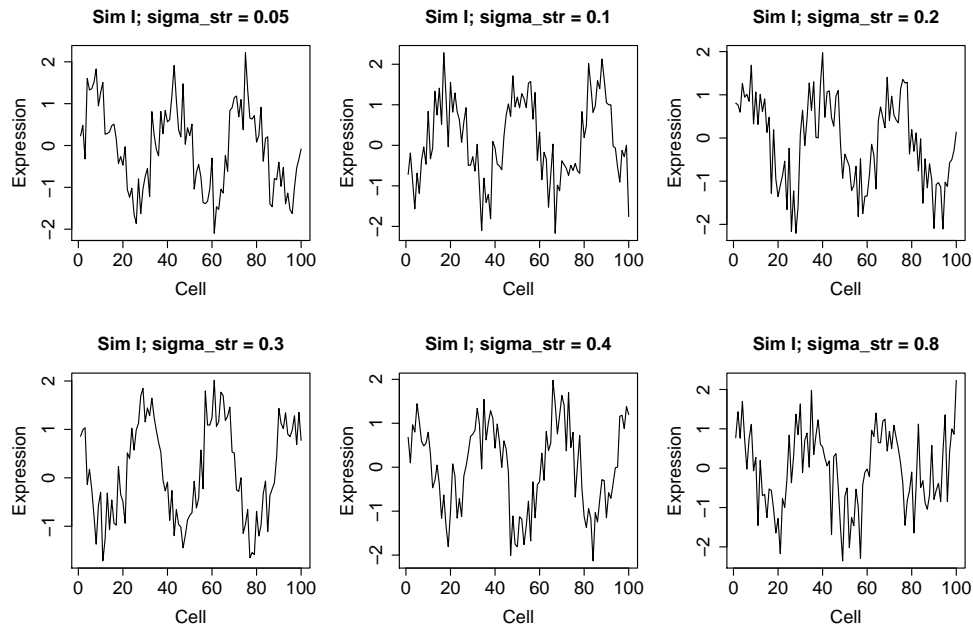 Sim I; sigma_str = 0.05
Sim I; sigma_str = 0.1
Sim I; sigma_str = 0.2
Expression
2
1
0
−1
−2
0 20 40 60 80 100
Cell
Expression
2
1
0
−1
−2
0 20 40 60 80 100
Cell
Expression
2
1
0
−1
−2
0 20 40 60 80 100
Cell
Sim I; sigma_str = 0.3
Sim I; sigma_str = 0.4
Sim I; sigma_str = 0.8
Expression
2
1
0
−1
0 20 40 60 80 100
Cell
Expression
2
1
0
−1
−2
0 20 40 60 80 100
Cell
Expression
2
1
0
−1
−2
0 20 40 60 80 100
Cell